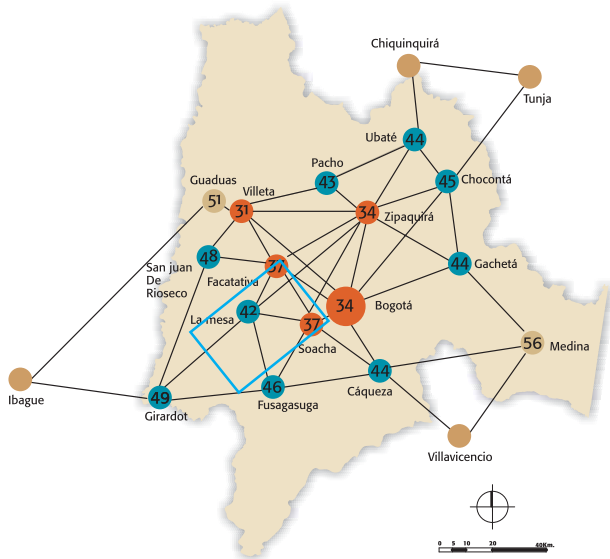 Chiquinquirá
Tunja
Ubaté
44
Pacho
43
45
Chocontá
Guaduas
51
Villeta
31
34
Zipaquirá
48
San juan
De
Rioseco
37
Facatativa
44
Gachetá
La mesa
42
34
Bogotá
37
Soacha
56
Medina
Ibague
49
Girardot
46
Fusagasuga
44
Cáqueza
Villavicencio
0 5 10 20 40Km.